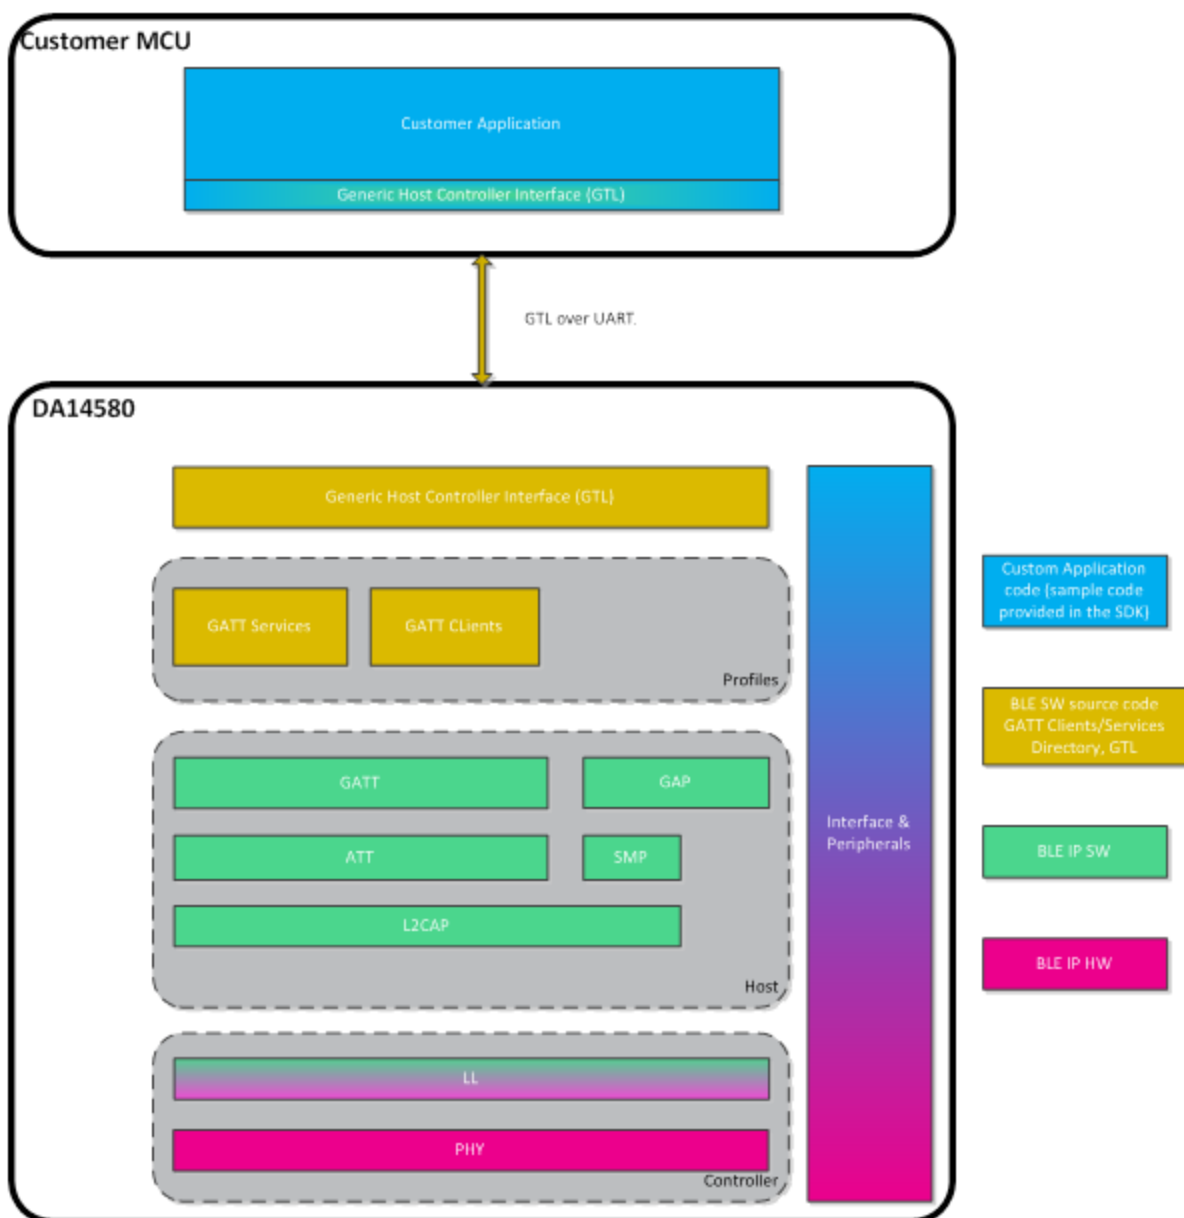 Customer MCU
Customer Application
Generic Host Controller Interface (GTL)
GTL over UART.
DA14580
Generic Host Controller Interface (GTL)
GATT Services
GATT CLients
Profiles
GATT
GAP
ATT
SMP
L2CAP
Host
LL
PHY
Controller
Interface &
Peripherals
Custom Application
code (sample code
provided in the SDK)
BLE SW source code
GATT Clients/Services
Directory, GTL
BLE IP SW
BLE IP HW